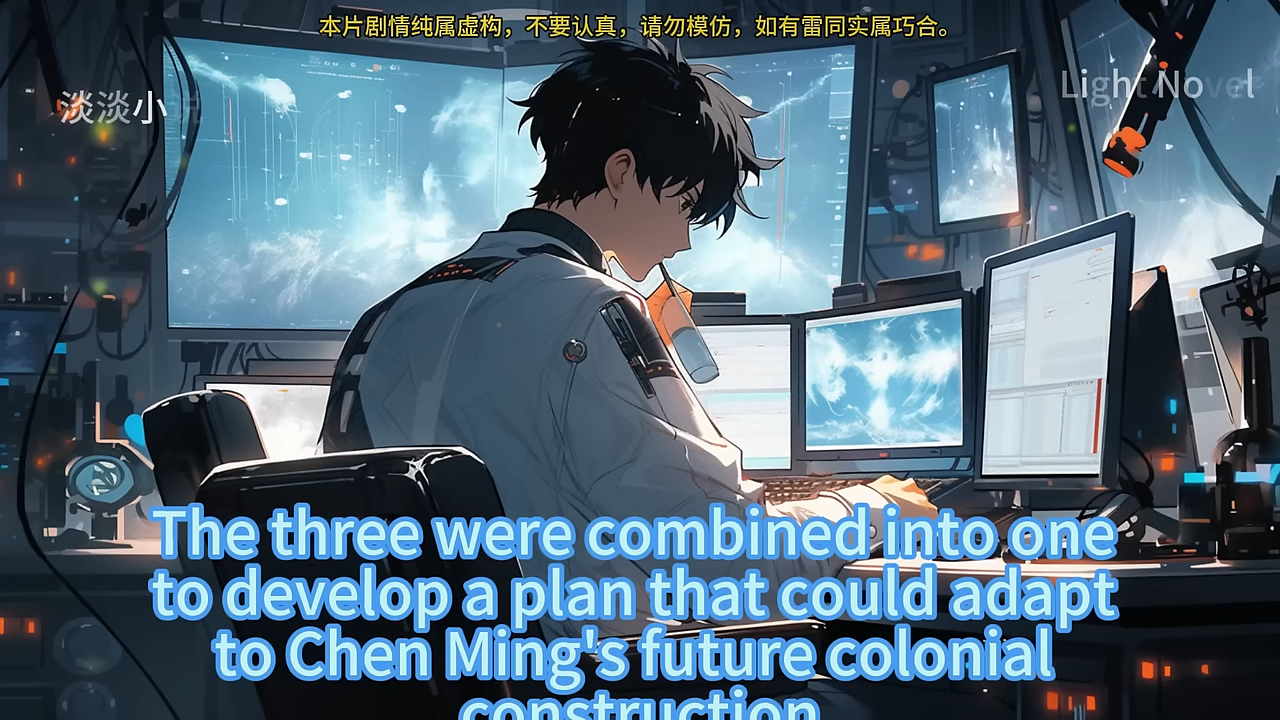 本片剧情纯属虚构，不要认真，请勿模仿，如有雷同实属巧合。
淡淡小说
Light Novel
The three were combined into one
to develop a plan that could adapt
to Chen Ming's future colonial
construction